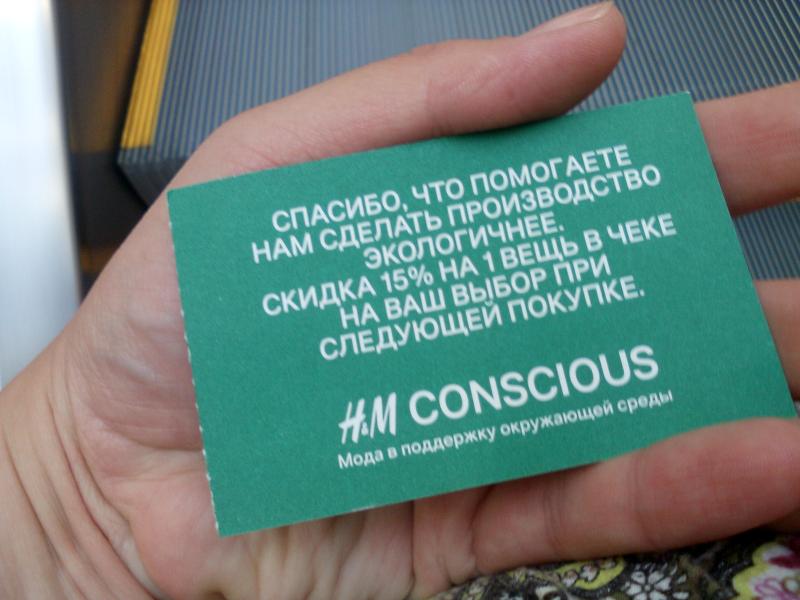 СПАСИБО, ЧТО ПОМОГАЕТЕ
НАМ СДЕЛАТЬ ПРОИЗВОДСТВО
ЭКОЛОГИЧНЕЕ.
СКИДКА 15% НА 1 ВЕЩЬ В ЧЕКЕ
НА ВАШ ВЫБОР ПРИ
СЛЕДУЮЩЕЙ ПОКУПКЕ.
H&M CONSCIOUS
Мода в поддержку окружающей среды